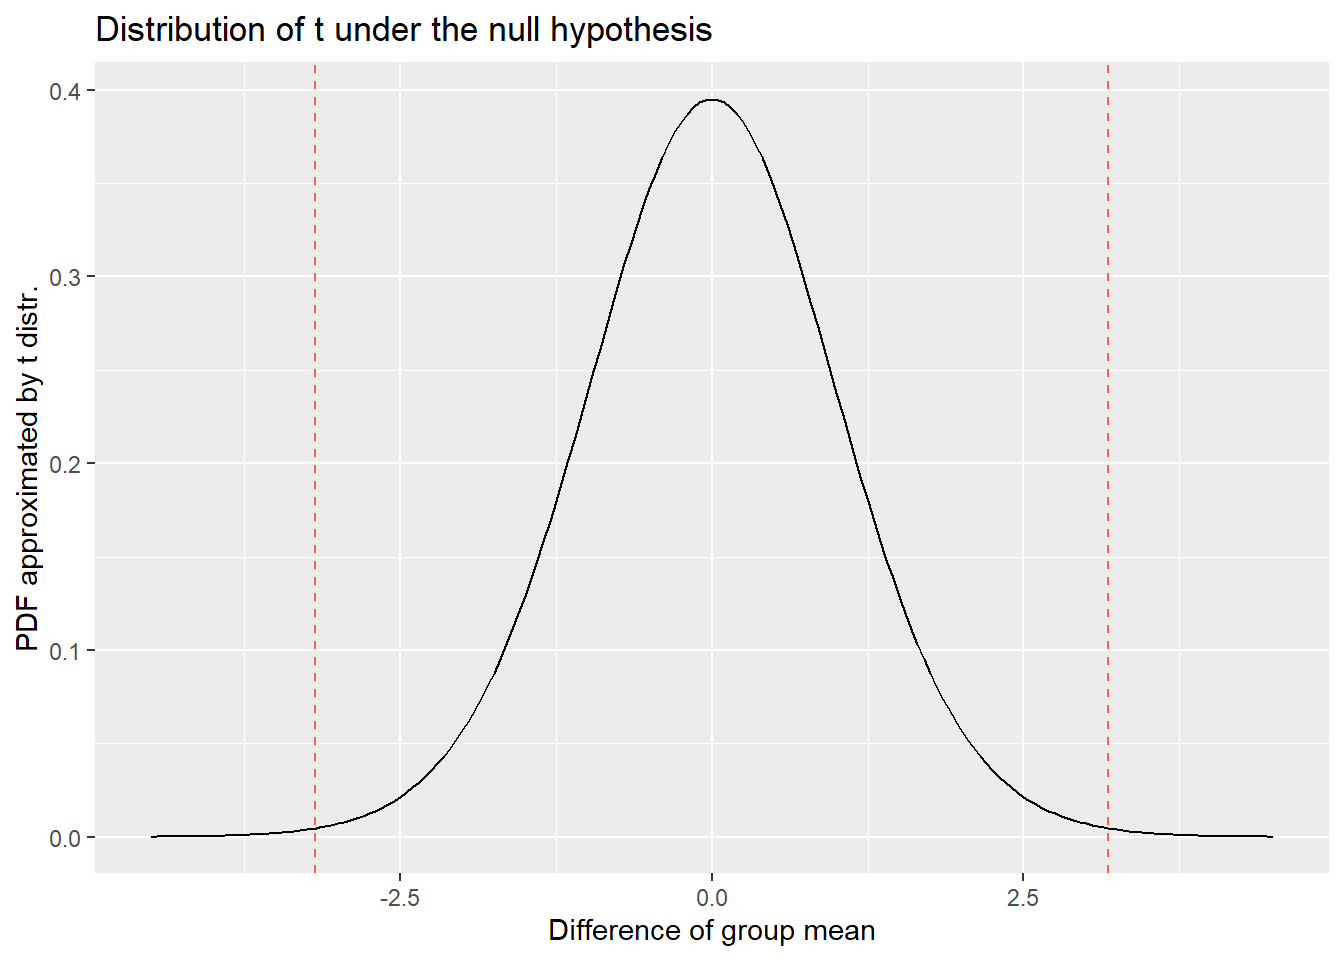 Distribution of t under the null hypothesis
PDF approximated by t distr.
0.4
0.3
0.2
0.1
0.0
-2.5
0.0
2.5
Difference of group mean